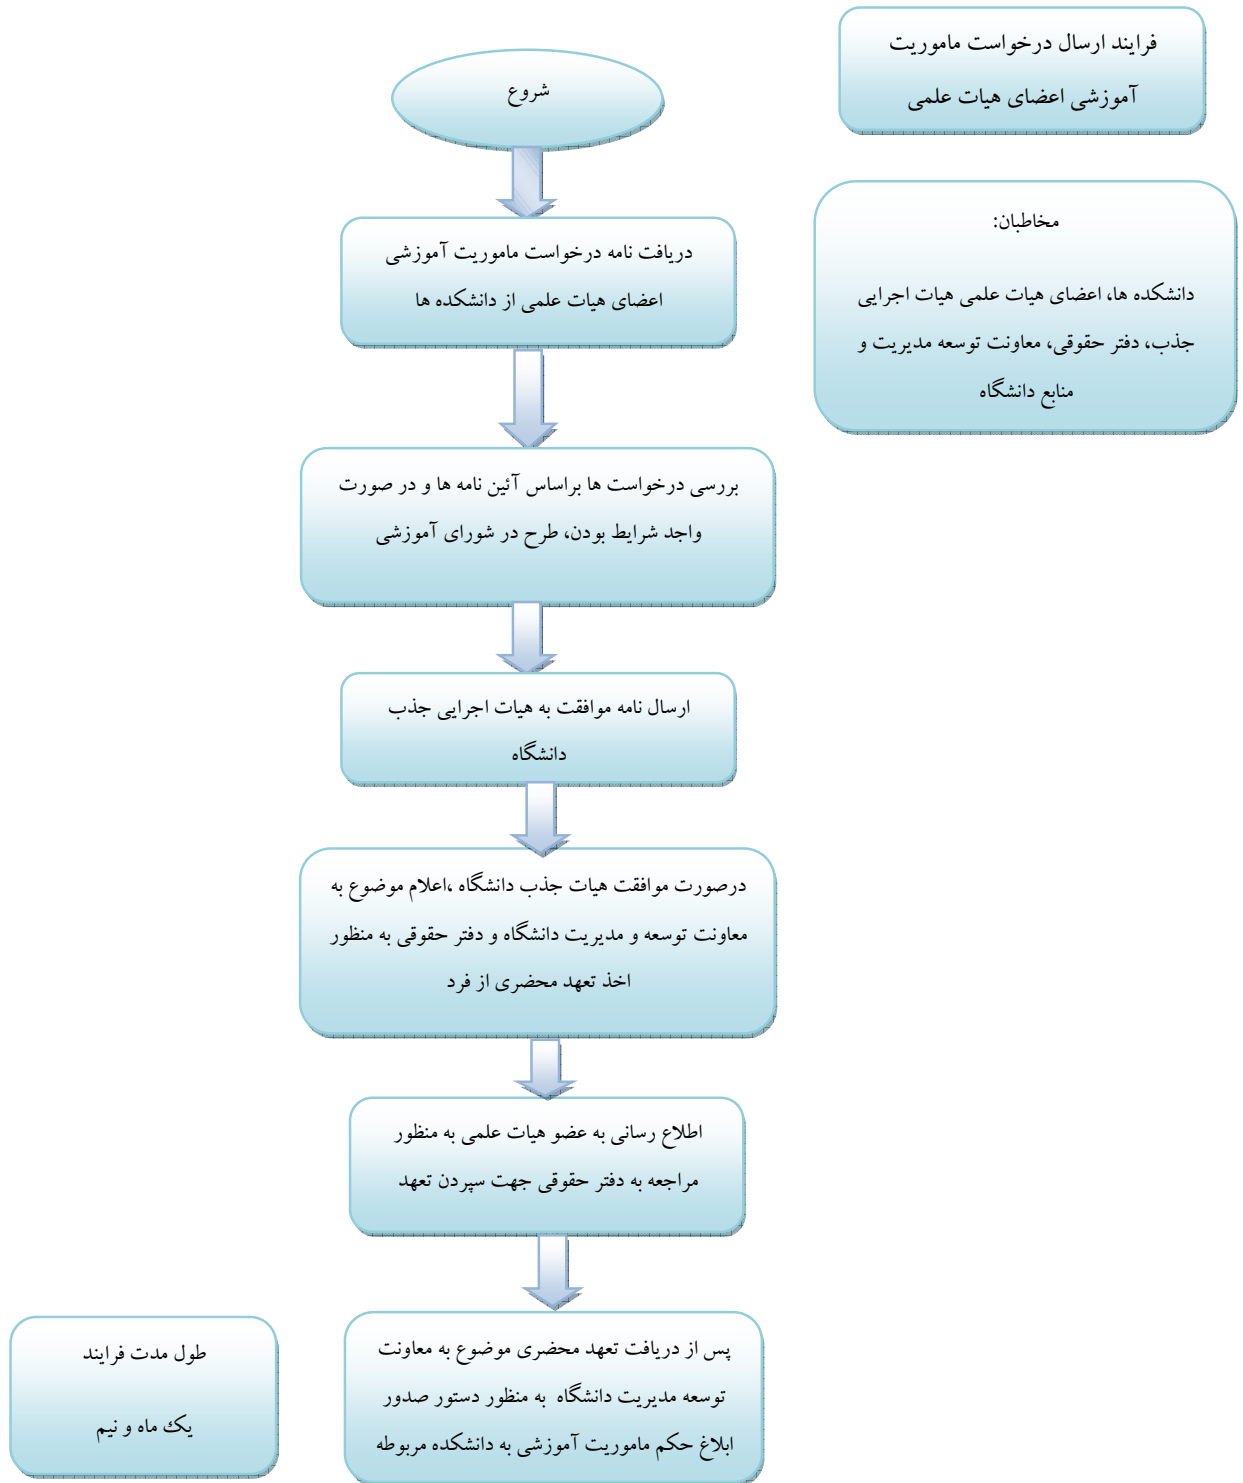 فرایند ارسال درخواست ماموریت
آموزشی اعضای هیات علمی
شروع
مخاطبان:
دانشکده ها، اعضای هیات علمی هیات اجرایی
جذب، دفتر حقوقی، معاونت توسعه مدیریت و
منابع دانشگاه
دریافت نامه درخواست ماموریت آموزشی
اعضای هیات علمی از دانشکده ها
بررسی درخواست ها براساس آئین نامه ها و در صورت
واجد شرایط بودن، طرح در شورای آموزشی
ارسال نامه موافقت به هیات اجرایی جذب
دانشگاه
درصورت موافقت هیات جذب دانشگاه ،اعلام موضوع به
معاونت توسعه و مدیریت دانشگاه و دفتر حقوقی به منظور
اخذ تعهد محضری از فرد
اطلاع رسانی به عضو هیات علمی به منظور
مراجعه به دفتر حقوقی جهت سپردن تعهد
پس از دریافت تعهد محضری موضوع به معاونت
توسعه مدیریت دانشگاه به منظور دستور صدور
ابلاغ حکم ماموریت آموزشی به دانشکده مربوطه
طول مدت فرایند
یک ماه و نیم